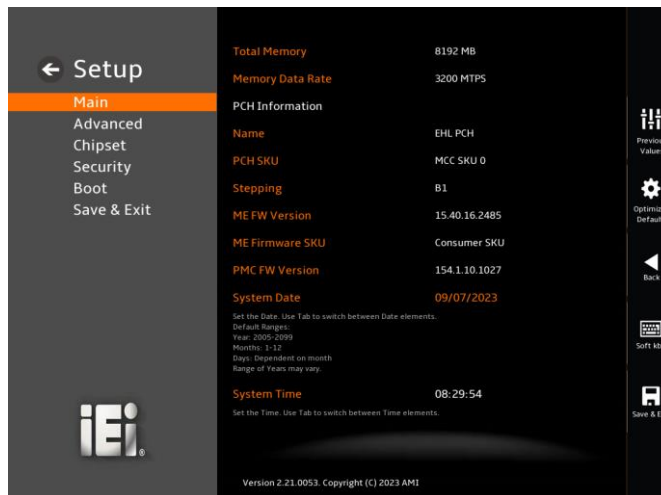 Setup
Main
Advanced
Chipset
Security
Boot
Save & Exit
iEi
®
Total Memory 8192 MB
Memory Data Rate 3200 MTPS
PCH Information
Name EHL PCH
PCH SKU MCC SKU 0
Stepping B1
ME FW Version 15.40.16.2485
ME Firmware SKU Consumer SKU
PMC FW Version 154.1.10.1027
System Date 09/07/2023
Set the Date. Use Tab to switch between Date elements.
Default Ranges:
Year: 2005-2099
Months: 1-12
Days: Dependent on month
Range of Years may vary.
System Time 08:29:54
Set the Time. Use Tab to switch between Time elements.
Version 2.21.0053. Copyright (C) 2023 AMI
Previou
Value
Optimiz
Default
Back
Soft kb
Save & E